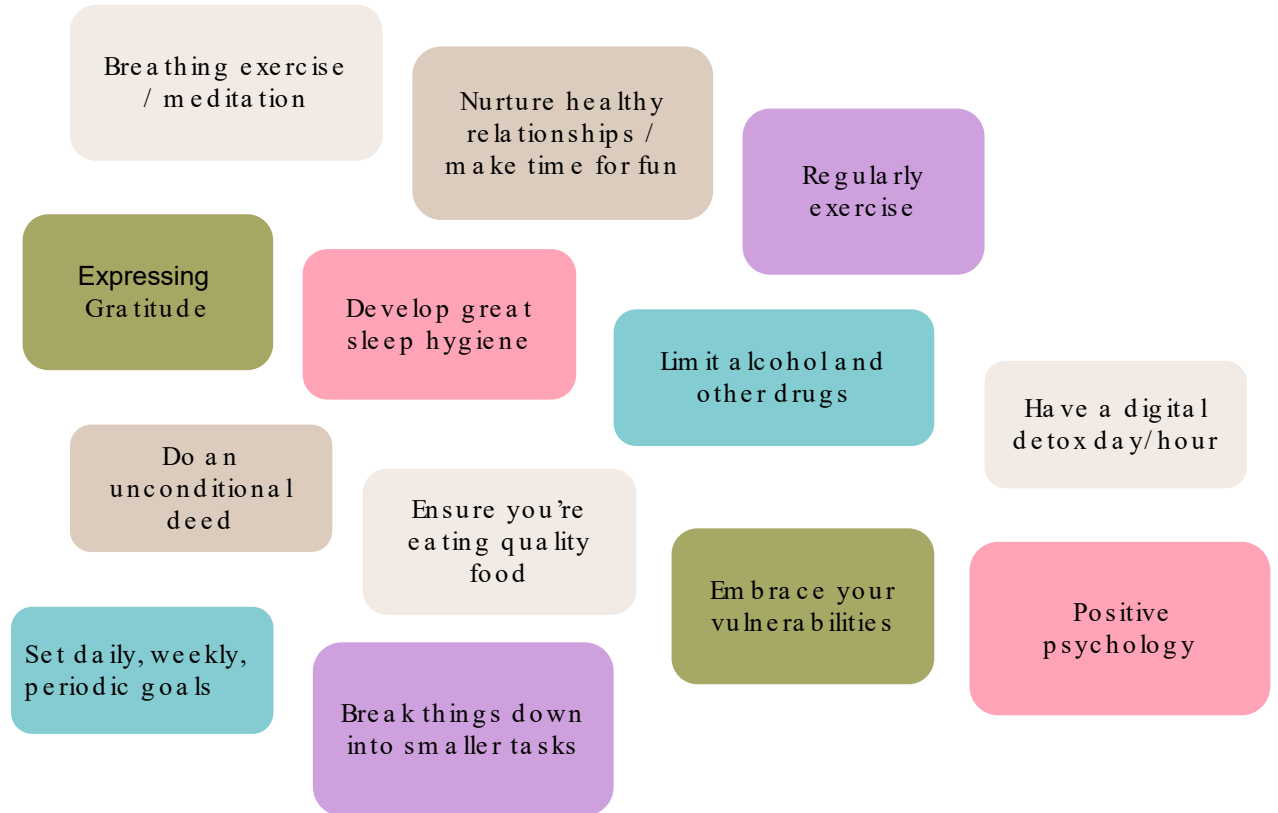 Breathing exercise
/ meditation
Nurture healthy
relationships /
make time for fun
Regularly
exercise
Expressing
Gratitude
Develop great
sleep hygiene
Limit alcohol and
other drugs
Have a digital
detox day/hour
Do an
unconditional
deed
Ensure you’re
eating quality
food
Embrace your
vulnerabilities
Positive
psychology
Set daily, weekly,
periodic goals
Break things down
into smaller tasks